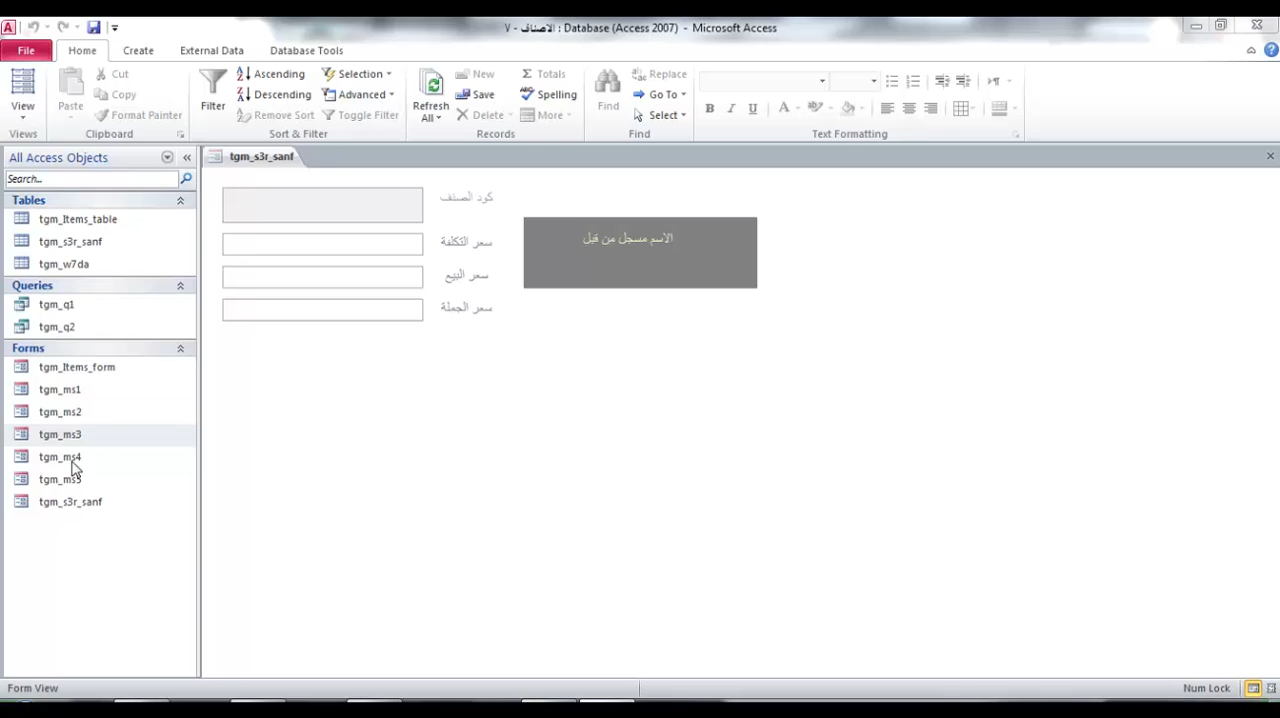 الاصناف - ٧ : Database (Access 2007) - Microsoft Access
File Home Create External Data Database Tools
View
Views
Paste
Cut
Copy
Format Painter
Clipboard
Filter
Ascending
Descending
Remove Sort
Selection
Advanced
Toggle Filter
Sort & Filter
Refresh
All
New
Save
Delete
Totals
Spelling
More
Records
Find
Replace
Go To
Select
Find
B I U A
Text Formatting
All Access Objects
Search...
Tables
tgm_Items_table
tgm_s3r_sanf
tgm_w7da
Queries
tgm_q1
tgm_q2
Forms
tgm_Items_form
tgm_ms1
tgm_ms2
tgm_ms3
tgm_ms4
tgm_ms5
tgm_s3r_sanf
tgm_s3r_sanf
كود الصنف
سعر التكلفة
سعر البيع
سعر الجملة
الاسم مسجل من قبل
Form View
Num Lock